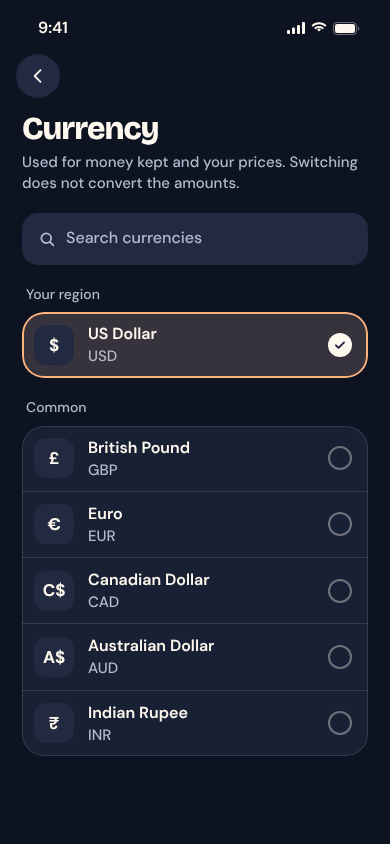 9:41
Currency
Used for money kept and your prices. Switching
does not convert the amounts.
Search currencies
Your region
$
US Dollar
USD
Common
£
British Pound
GBP
€
Euro
EUR
C$
Canadian Dollar
CAD
A$
Australian Dollar
AUD
₹
Indian Rupee
INR